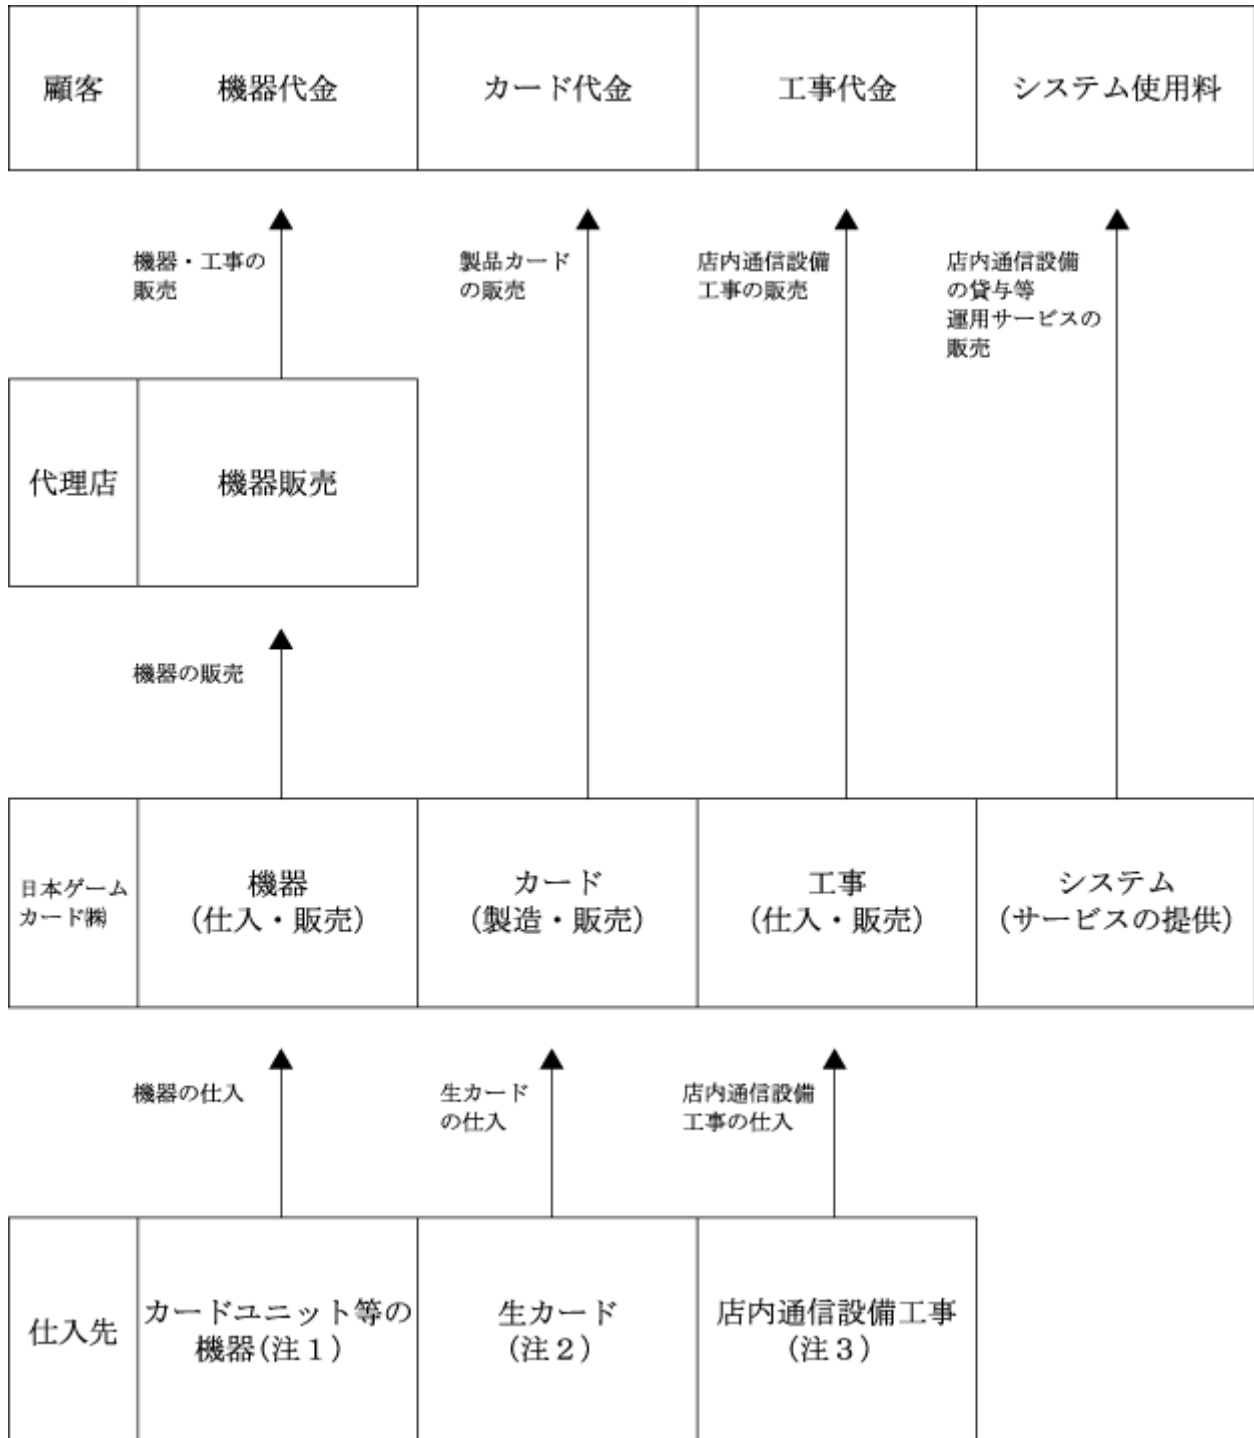 顧客
機器代金
カード代金
工事代金
システム使用料
機器・工事の
販売
製品カード
の販売
店内通信設備
工事の販売
店内通信設備
の貸与等
運用サービスの
販売
代理店
機器販売
機器の販売
日本ゲーム
カード㈱
機器
(仕入・販売)
カード
(製造・販売)
工事
(仕入・販売)
システム
(サービスの提供)
機器の仕入
生カード
の仕入
店内通信設備
工事の仕入
仕入先
カードユニット等の
機器(注1)
生カード
(注2)
店内通信設備工事
(注3)